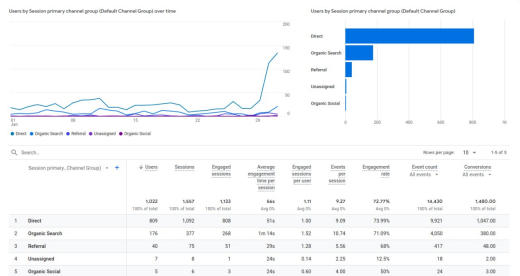 Users by Session primary channel group (Default Channel Group) over time
Users by Session primary channel group (Default Channel Group)
200
150
100
50
0
01
Jan
08
15
22
29
Direct Organic Search Referral Unassigned Organic Social
Direct
Organic Search
Referral
Unassigned
Organic Social
0 200 400 600 800
Search...
Rows per page: 10 1-5 of 5
Session primary...Channel Group) + ↓ Users Sessions Engaged sessions Average engagement time per session Engaged sessions per user Events per session Engagement rate Event count All events Conversions All events
1,022 1,557 1,133 56s 1.11 9.27 72.77% 14,430 1,480.00
100% of total 100% of total 100% of total Avg 0% Avg 0% Avg 0% Avg 0% 100% of total 100% of total
1 Direct 809 1,092 808 51s 1.00 9.09 73.99% 9,921 1,047.00
2 Organic Search 176 377 268 1m 14s 1.52 10.74 71.09% 4,050 380.00
3 Referral 40 75 51 29s 1.28 5.56 68% 417 48.00
4 Unassigned 7 8 1 24s 0.14 2.25 12.5% 18 2.00
5 Organic Social 5 6 3 24s 0.60 4.00 50% 24 3.00